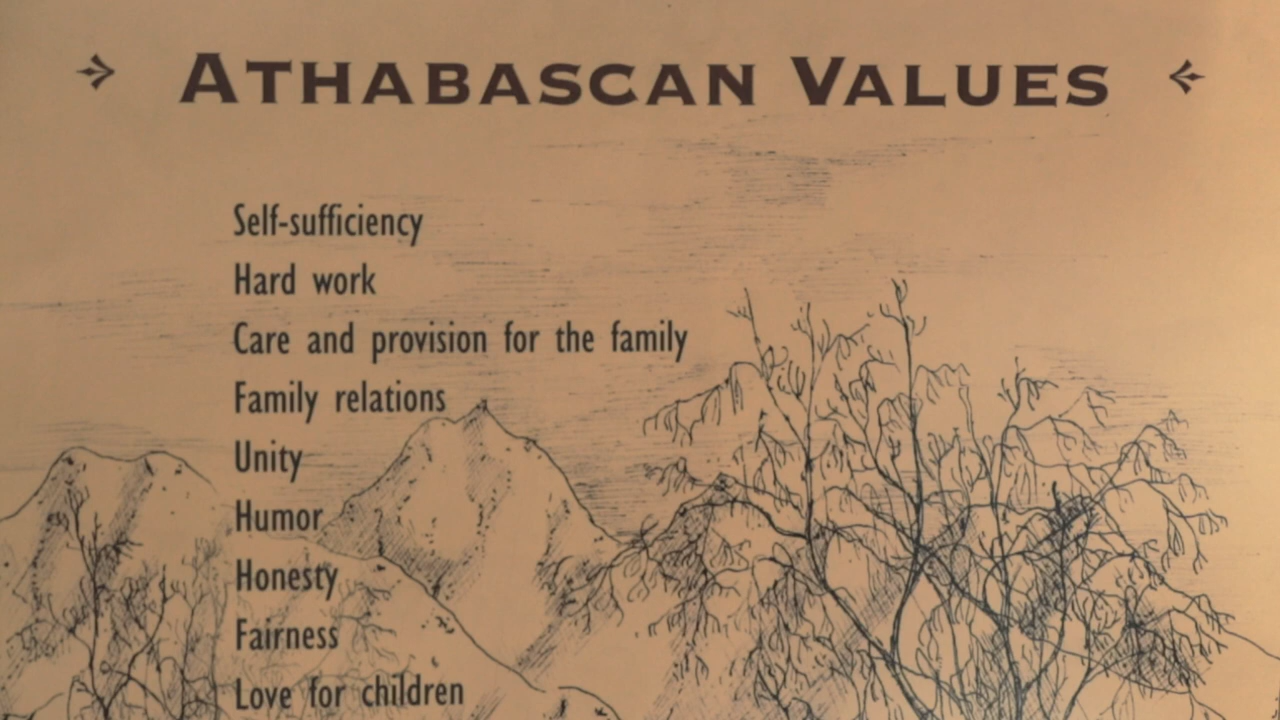 ATHABASCAN VALUES
Self-sufficiency
Hard work
Care and provision for the family
Family relations
Unity
Humor
Honesty
Fairness
Love for children